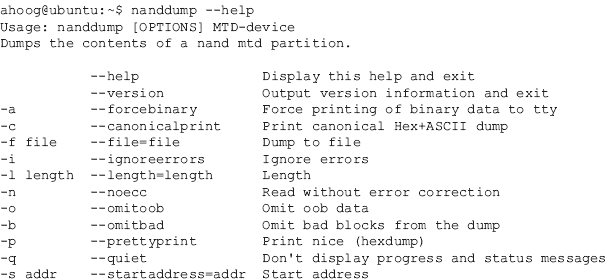 ahoog@ubuntu:~$ nanddump --help
Usage: nanddump [OPTIONS] MTD-device
Dumps the contents of a nand mtd partition.

           --help               Display this help and exit
           --version            Output version information and exit
-a         --forcebinary        Force printing of binary data to tty
-c         --canonicalprint     Print canonical Hex+ASCII dump
-f file    --file=file          Dump to file
-i         --ignoreerrors       Ignore errors
-l length  --length=length      Length
-n         --noecc              Read without error correction
-o         --omitoob            Omit oob data
-b         --omitbad            Omit bad blocks from the dump
-p         --prettyprint        Print nice (hexdump)
-q         --quiet              Don't display progress and status messages
-s addr    --startaddress=addr  Start address